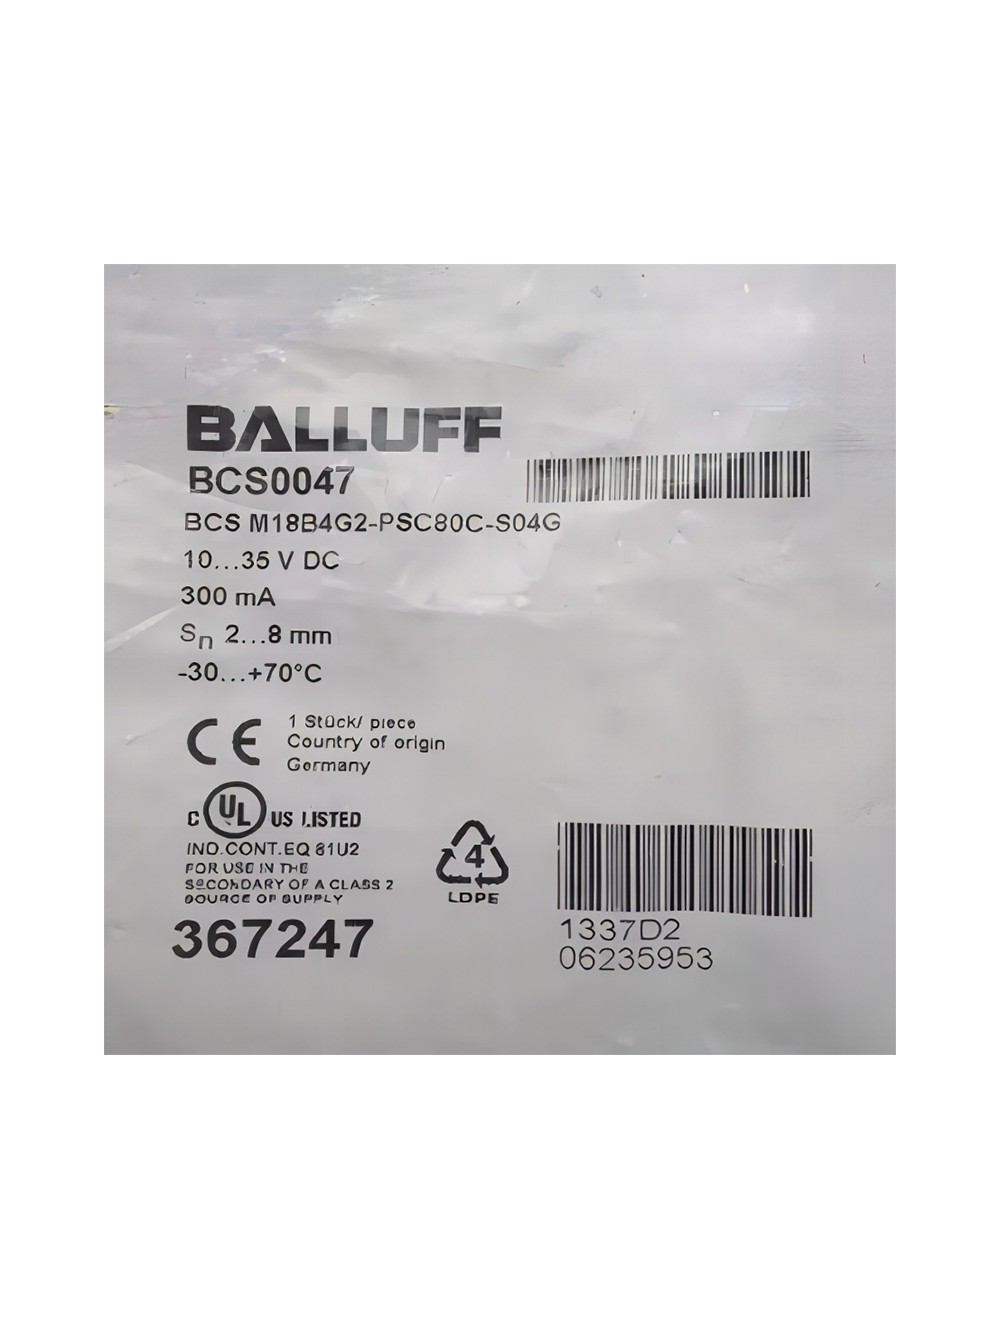 BALLUFF
BCS0047
BCS M18B4G2-PSC80C-S04G
10...35 V DC
300 mA
Sn 2...8 mm
-30...+70°C
CE
1 Stück/ piece
Country of origin
Germany
C UL US LISTED
IND.CONT.EQ 81U2
FOR USE IN THE
SECONDARY OF A CLASS 2
SOURCE OF SUPPLY
367247
4
LDPE
1337D2
06235953